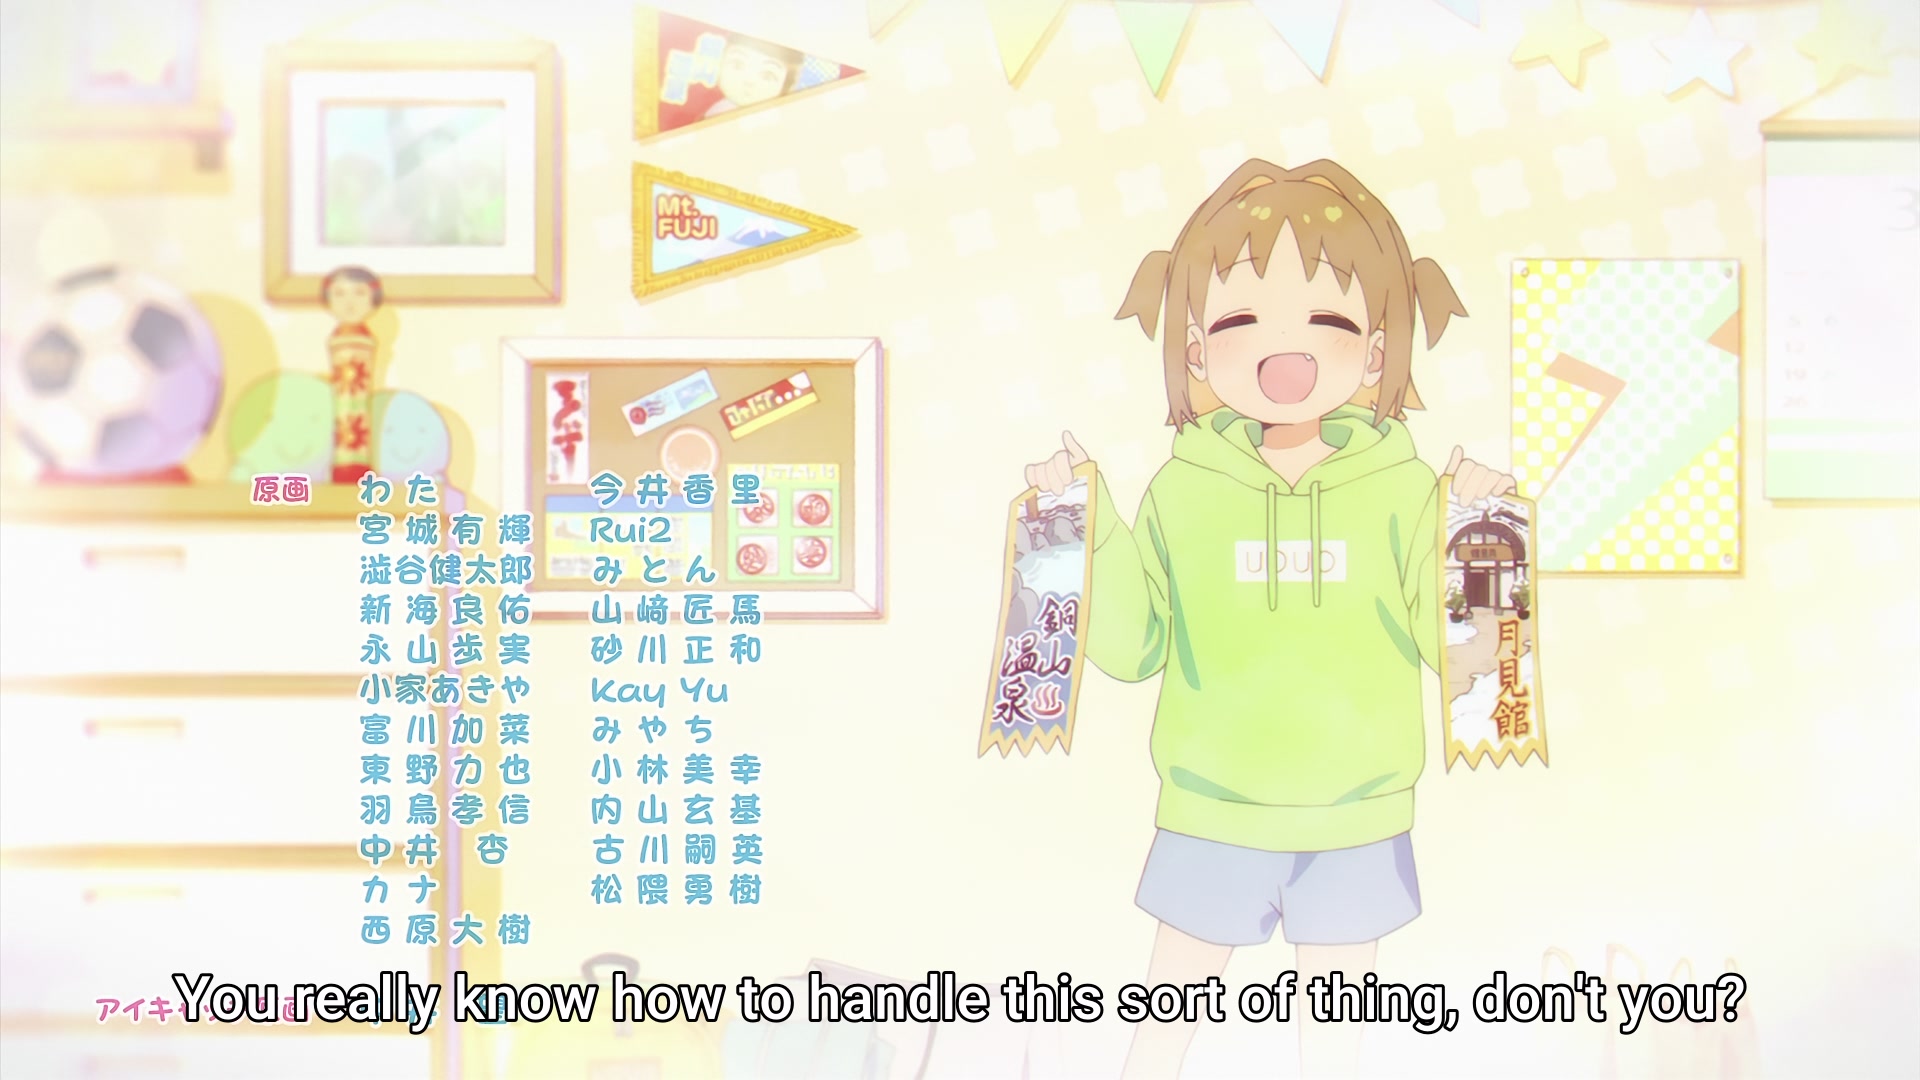 Mt.
FUJI
UOUO
銅山
温泉
月見館
原画
わた
宮城有輝
澁谷健太郎
新海良佑
永山歩実
小家あきや
富川加菜
東野力也
羽鳥孝信
中井 杏
カナ
西原大樹
今井香里
Rui2
みとん
山﨑匠馬
砂川正和
Kay Yu
みやち
小林美幸
内山玄基
古川嗣英
松隈勇樹
You really know how to handle this sort of thing, don't you?